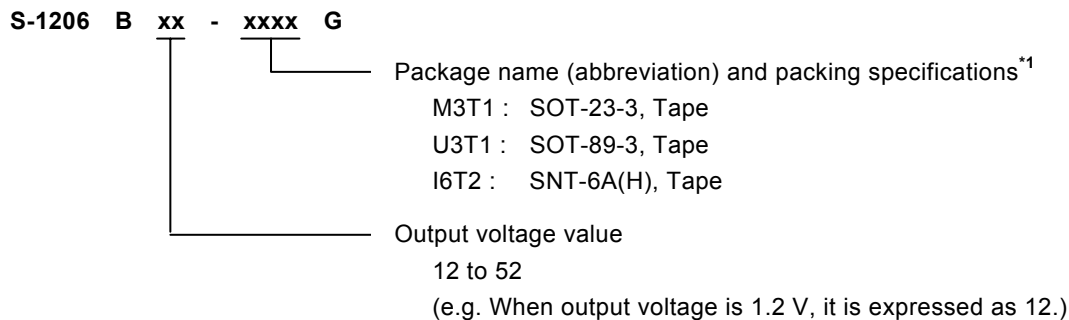 S-1206 B xx - xxxx G
Package name (abbreviation) and packing specifications*1
M3T1 : SOT-23-3, Tape
U3T1 : SOT-89-3, Tape
I6T2 : SNT-6A(H), Tape
Output voltage value
12 to 52
(e.g. When output voltage is 1.2 V, it is expressed as 12.)